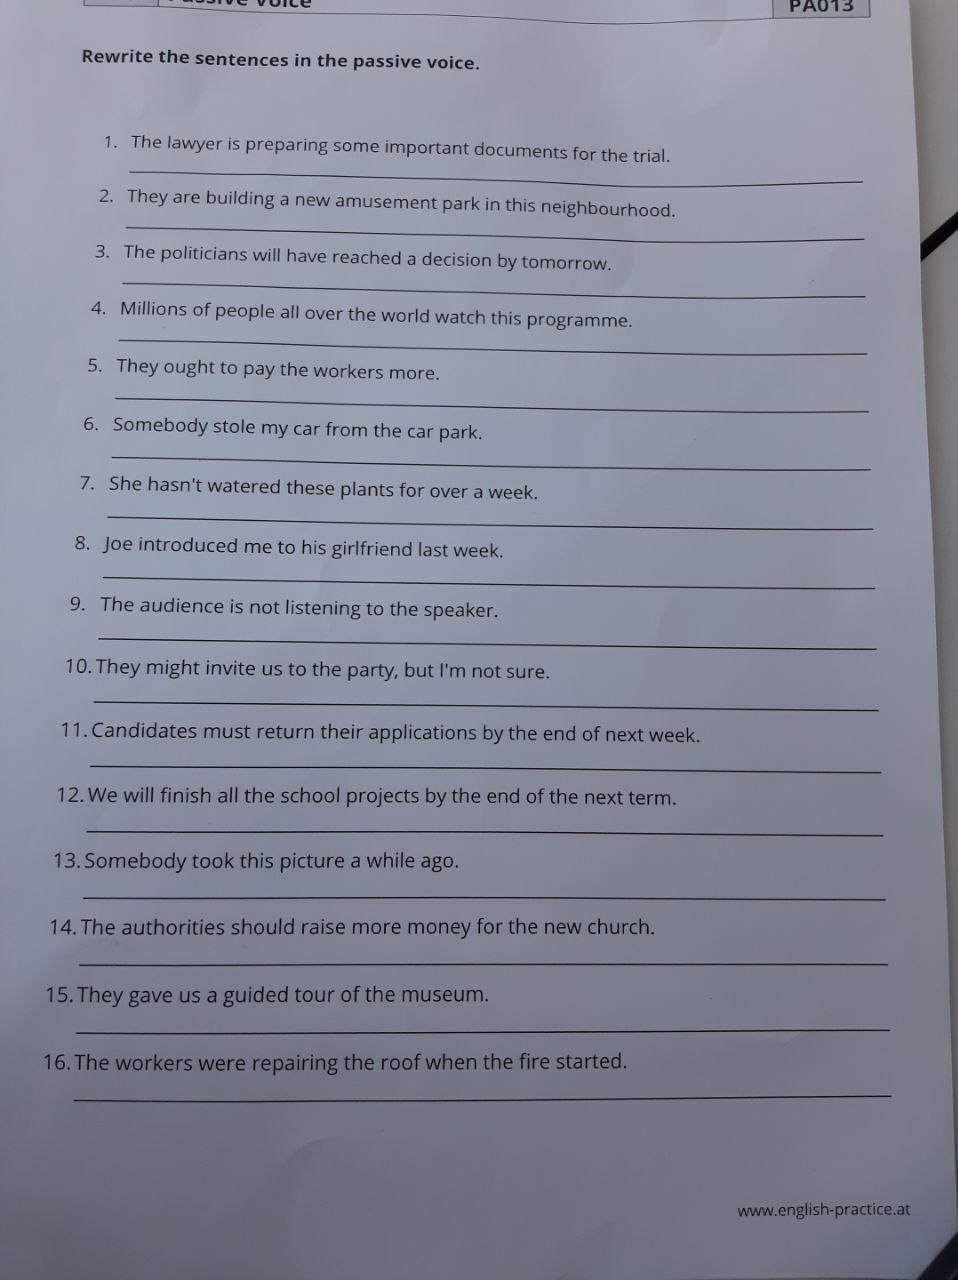 Passive Voice
PA013
Rewrite the sentences in the passive voice.
1. The lawyer is preparing some important documents for the trial.
2. They are building a new amusement park in this neighbourhood.
3. The politicians will have reached a decision by tomorrow.
4. Millions of people all over the world watch this programme.
5. They ought to pay the workers more.
6. Somebody stole my car from the car park.
7. She hasn't watered these plants for over a week.
8. Joe introduced me to his girlfriend last week.
9. The audience is not listening to the speaker.
10. They might invite us to the party, but I'm not sure.
11. Candidates must return their applications by the end of next week.
12. We will finish all the school projects by the end of the next term.
13. Somebody took this picture a while ago.
14. The authorities should raise more money for the new church.
15. They gave us a guided tour of the museum.
16. The workers were repairing the roof when the fire started.
www.english-practice.at